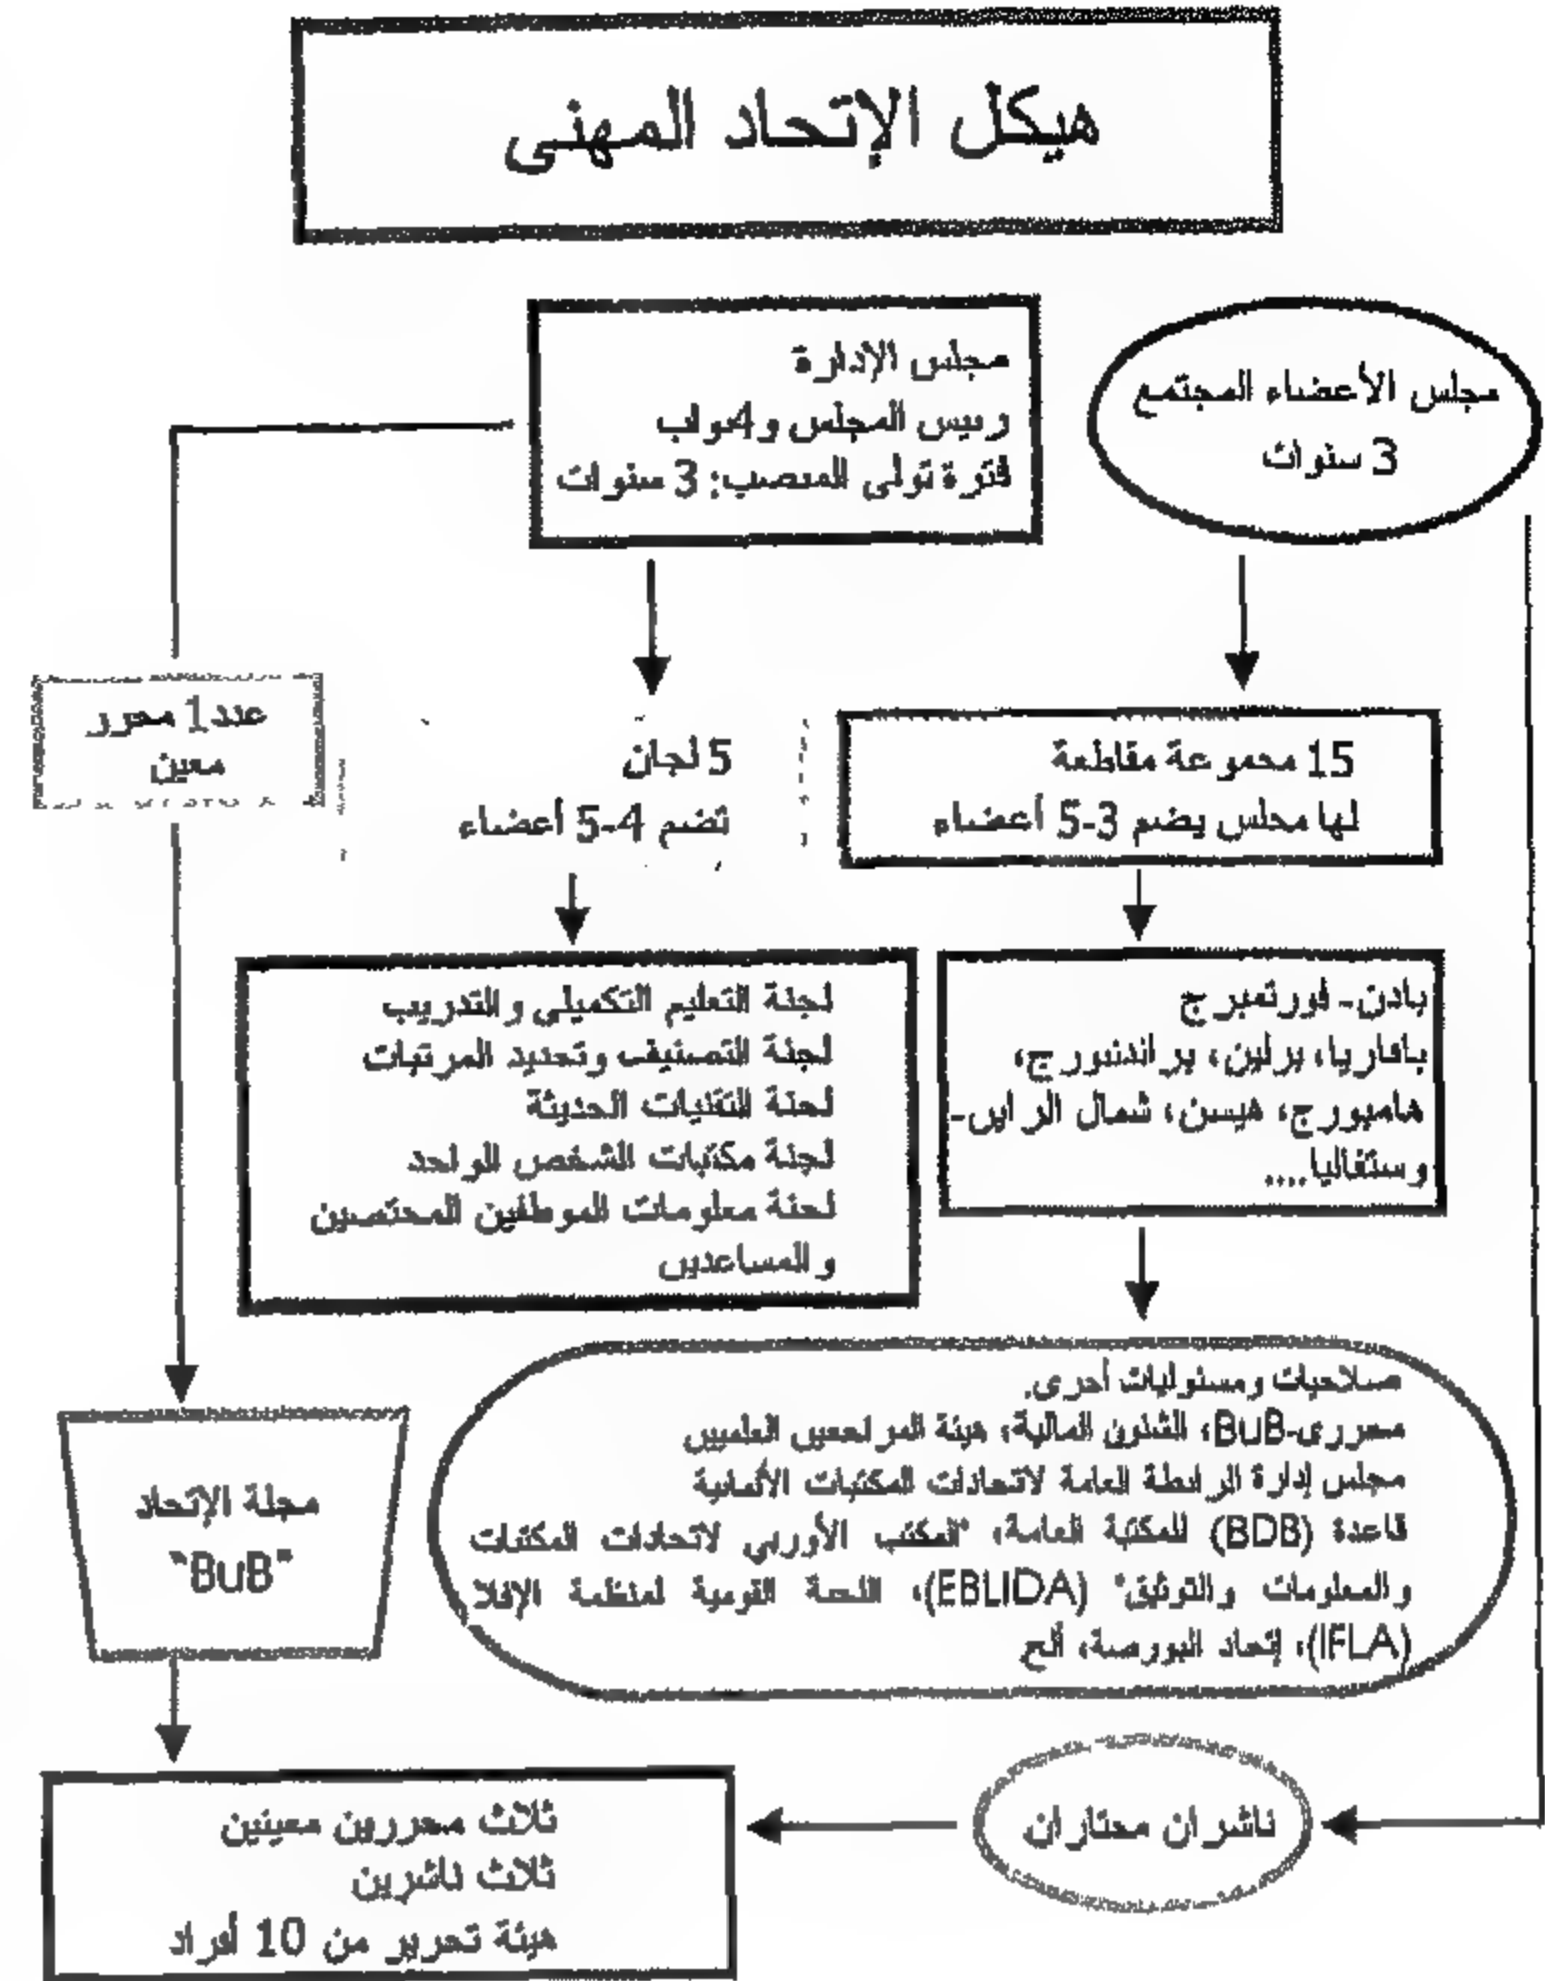 هيكل الإتحاد المهنى
مجلس الأعضاء المجتمع
3 سنوات
مجلس الإدارة
رئيس المجلس و4نواب
فترة تولى المنصب: 3 سنوات
عدد1 محرر
معين
5 لجان
تضم 4-5 أعضاء
15 مجموعة مقاطعة
لها مجلس يضم 3-5 أعضاء
بادن- فورتمبرج
بافاريا، برلين، براندنبورج،
هامبورج، هيسن، شمال الراين-
وستفاليا....
لجنة التعليم التكميلى والتدريب
لجنة التصنيف وتحديد المرتبات
لجنة التقنيات الحديثة
لجنة مكتبات الشخص الواحد
لجنة معلومات الموظفين المختصين
والمساعدين
صلاحيات ومسئوليات أخرى.
محررى-BuB، الشئون المالية، هيئة المراجعين العلميين
مجلس إدارة الرابطة العامة لاتحادات المكتبات الألمانية
قاعدة (BDB) للمكتبة العامة، "المكتب الأوربي لاتحادات المكتبات
والمعلومات والتوثيق" (EBLIDA)، اللجنة القومية لمنظمة الإفلا
(IFLA)، إتحاد البورصة، ألخ
مجلة الإتحاد
"BuB"
ناشران مختاران
ثلاث محررين معينين
ثلاث ناشرين
هيئة تحرير من 10 أفراد